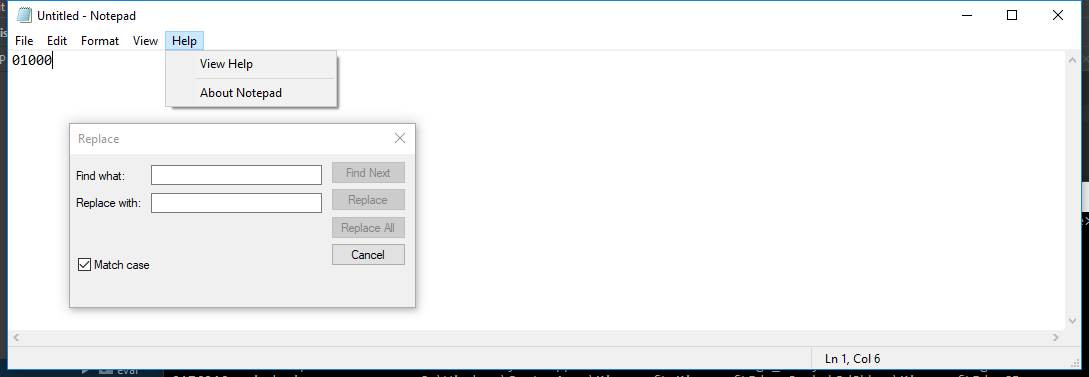 Untitled - Notepad
File Edit Format View Help
01000
View Help
About Notepad
Replace
Find what:
Find Next
Replace with:
Replace
Replace All
Cancel
Match case
Ln 1, Col 6
eval